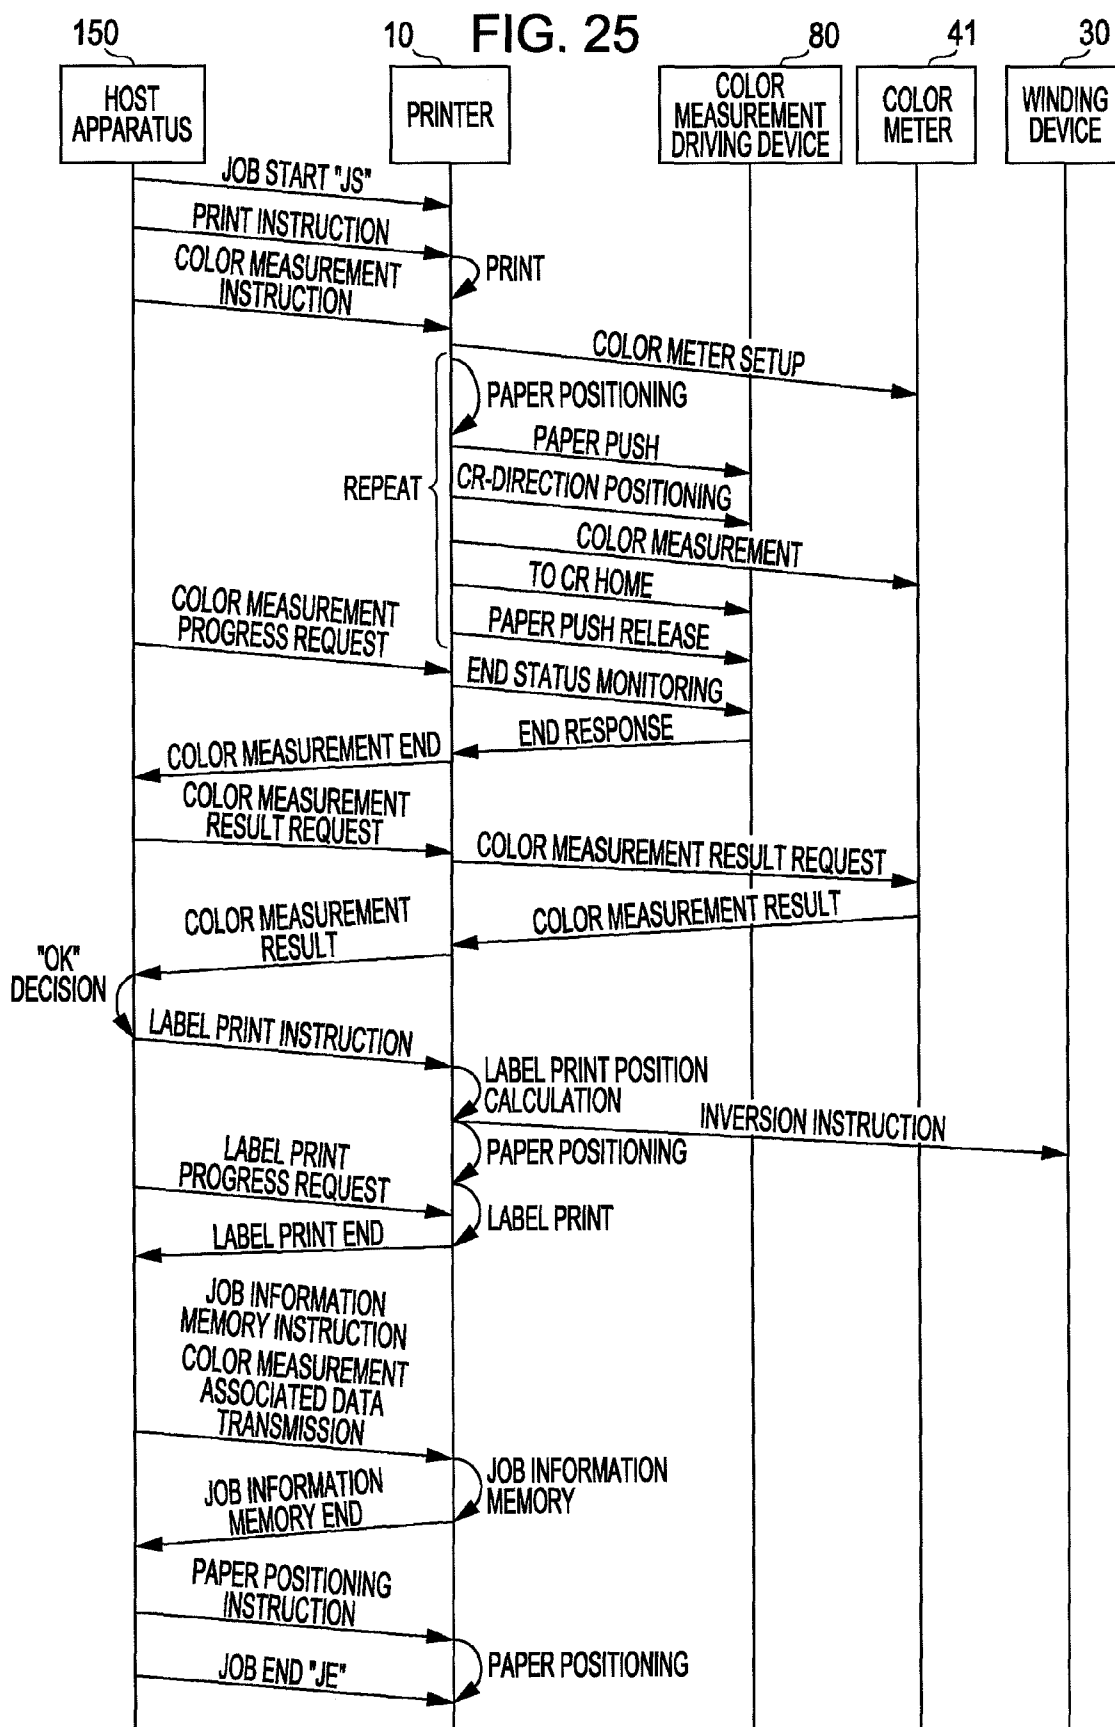 FIG. 25
150
10
80
41
30
HOST
APPARATUS
PRINTER
COLOR
MEASUREMENT
DRIVING DEVICE
COLOR
METER
WINDING
DEVICE
JOB START "JS"
PRINT INSTRUCTION
PRINT
COLOR MEASUREMENT
INSTRUCTION
COLOR METER SETUP
PAPER POSITIONING
PAPER PUSH
REPEAT
CR-DIRECTION POSITIONING
COLOR MEASUREMENT
TO CR HOME
COLOR MEASUREMENT
PROGRESS REQUEST
PAPER PUSH RELEASE
END STATUS MONITORING
END RESPONSE
COLOR MEASUREMENT END
COLOR MEASUREMENT
RESULT REQUEST
COLOR MEASUREMENT RESULT REQUEST
COLOR MEASUREMENT RESULT
COLOR MEASUREMENT
RESULT
"OK"
DECISION
LABEL PRINT INSTRUCTION
LABEL PRINT POSITION
CALCULATION
INVERSION INSTRUCTION
PAPER POSITIONING
LABEL PRINT
PROGRESS REQUEST
LABEL PRINT
LABEL PRINT END
JOB INFORMATION
MEMORY INSTRUCTION
COLOR MEASUREMENT
ASSOCIATED DATA
TRANSMISSION
JOB INFORMATION
MEMORY
JOB INFORMATION
MEMORY END
PAPER POSITIONING
INSTRUCTION
PAPER POSITIONING
JOB END "JE"